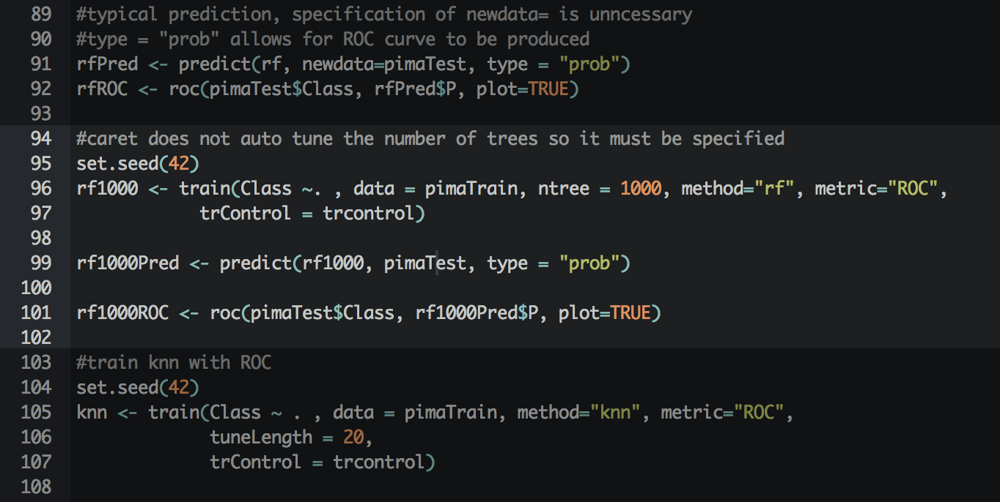 89 #typical prediction, specification of newdata= is unncessary
90 #type = "prob" allows for ROC curve to be produced
91 rfPred <- predict(rf, newdata=pimaTest, type = "prob")
92 rfROC <- roc(pimaTest$Class, rfPred$P, plot=TRUE)
93
94 #caret does not auto tune the number of trees so it must be specified
95 set.seed(42)
96 rf1000 <- train(Class ~. , data = pimaTrain, ntree = 1000, method="rf", metric="ROC",
97             trControl = trcontrol)
98
99 rf1000Pred <- predict(rf1000, pimaTest, type = "prob")
100
101 rf1000ROC <- roc(pimaTest$Class, rf1000Pred$P, plot=TRUE)
102
103 #train knn with ROC
104 set.seed(42)
105 knn <- train(Class ~ . , data = pimaTrain, method="knn", metric="ROC",
106              tuneLength = 20,
107              trControl = trcontrol)
108